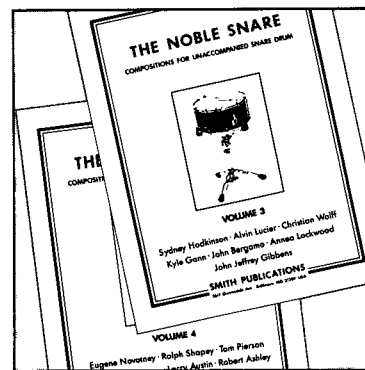 THE NOBLE SNARE
COMPOSITIONS FOR UNACCOMPANIED SNARE DRUM
VOLUME 3
Sydney Hodkinson · Alvin Lucier · Christian Wolff
Kyle Gann · John Bergamo · Annea Lockwood
John Jeffrey Gibbens
SMITH PUBLICATIONS
THE
VOLUME 4
Eugene Novotney · Ralph Shapey · Tom Pierson
Larry Austin · Robert Ashley